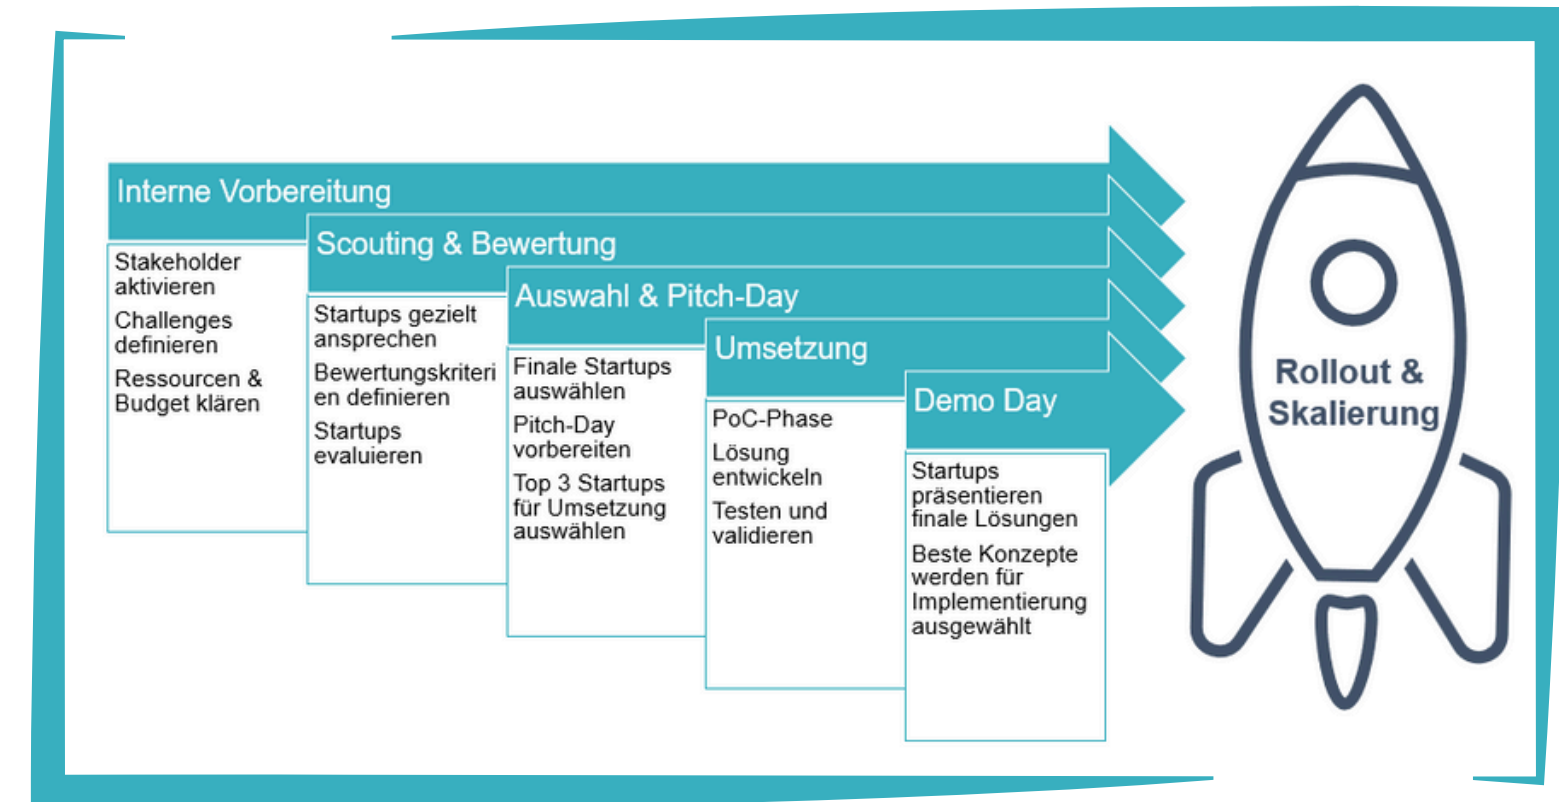 Interne Vorbereitung
Stakeholder
aktivieren
Challenges
definieren
Ressourcen &
Budget klären
Scouting & Bewertung
Startups gezielt
ansprechen
Bewertungskriteri
en definieren
Startups
evaluieren
Auswahl & Pitch-Day
Finale Startups
auswählen
Pitch-Day
vorbereiten
Top 3 Startups
für Umsetzung
auswählen
Umsetzung
PoC-Phase
Lösung
entwickeln
Testen und
validieren
Demo Day
Startups
präsentieren
finale Lösungen
Beste Konzepte
werden für
Implementierung
ausgewählt
Rollout &
Skalierung